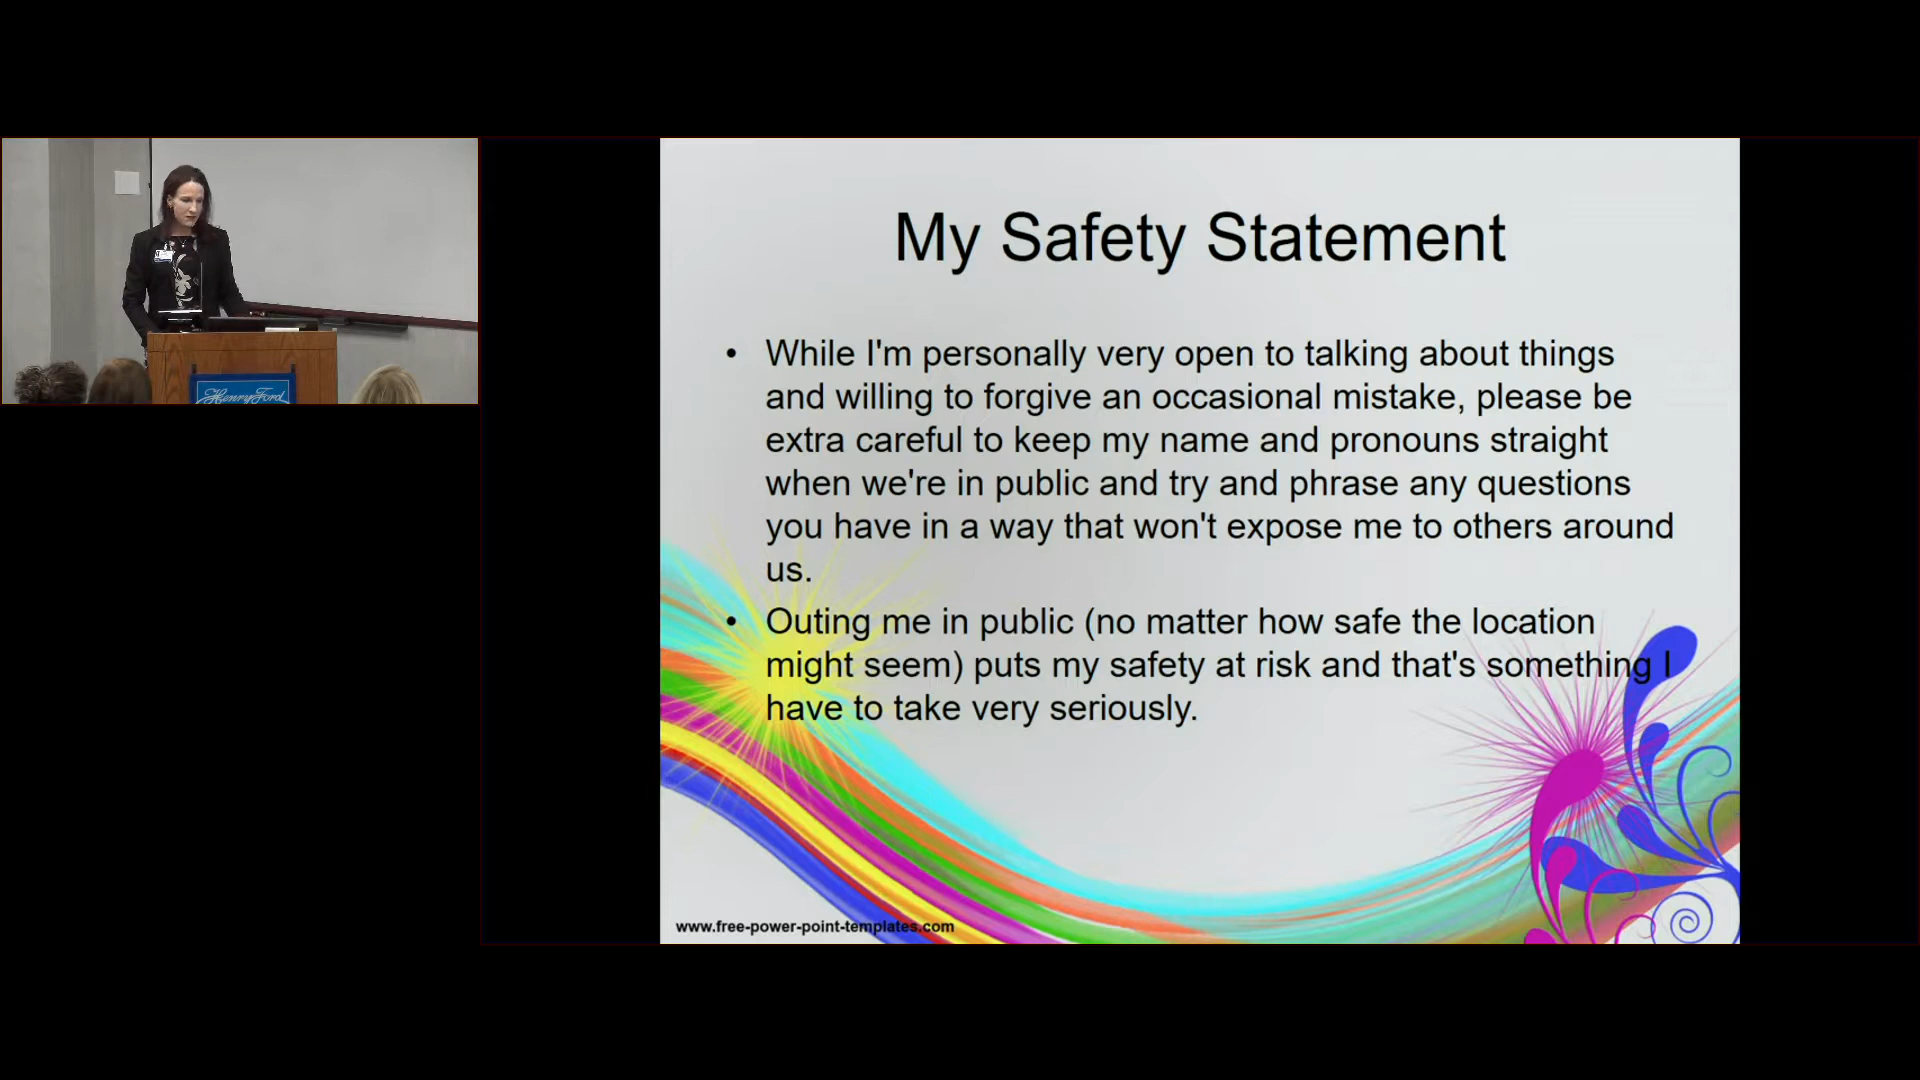 My Safety Statement
• While I'm personally very open to talking about things
and willing to forgive an occasional mistake, please be
extra careful to keep my name and pronouns straight
when we're in public and try and phrase any questions
you have in a way that won't expose me to others around
us.
• Outing me in public (no matter how safe the location
might seem) puts my safety at risk and that's something I
have to take very seriously.
www.free-power-point-templates.com
Henry Ford